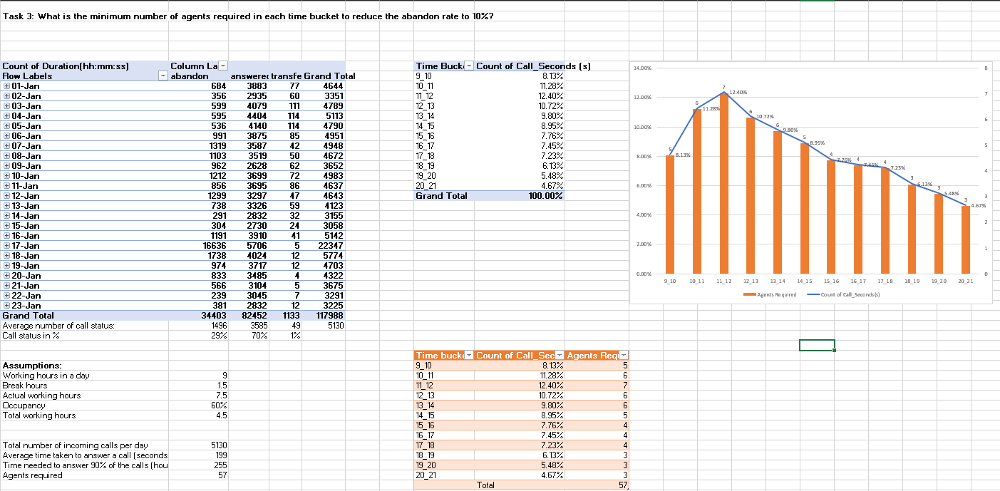 Task 3: What is the minimum number of agents required in each time bucket to reduce the abandon rate to 10%?
Count of Duration(hh:mm:ss) Column La
Row Labels abandon answered transfe Grand Total
01-Jan 684 3883 77 4644
02-Jan 356 2935 60 3351
03-Jan 599 4079 111 4789
04-Jan 595 4404 114 5113
05-Jan 536 4140 114 4790
06-Jan 991 3875 85 4951
07-Jan 1319 3587 42 4948
08-Jan 1103 3519 50 4672
09-Jan 962 2628 62 3652
10-Jan 1212 3699 72 4983
11-Jan 856 3695 86 4637
12-Jan 1299 3297 47 4643
13-Jan 738 3326 59 4123
14-Jan 291 2832 32 3155
15-Jan 304 2730 24 3058
16-Jan 1191 3910 41 5142
17-Jan 16636 5706 5 22347
18-Jan 1738 4024 12 5774
19-Jan 974 3717 12 4703
20-Jan 833 3485 4 4322
21-Jan 566 3104 5 3675
22-Jan 239 3045 7 3291
23-Jan 381 2832 12 3225
Grand Total 34403 82452 1133 117988
Average number of call status: 1496 3585 49 5130
Call status in % 29% 70% 1%
Assumptions:
Working hours in a day 9
Break hours 1.5
Actual working hours 7.5
Occupancy 60%
Total working hours 4.5
Total number of incoming calls per day 5130
Average time taken to answer a call (seconds 199
Time needed to answer 90% of the calls (hou 255
Agents required 57
Time Bucke Count of Call_Seconds (s)
9_10 8.13%
10_11 11.28%
11_12 12.40%
12_13 10.72%
13_14 9.80%
14_15 8.95%
15_16 7.76%
16_17 7.45%
17_18 7.23%
18_19 6.13%
19_20 5.48%
20_21 4.67%
Grand Total 100.00%
14.00% 8
12.00% 7
10.00% 6
8.00% 5
6.00% 4
4.00% 3
2.00% 2
0.00% 1
0
5 8.13%
6 11.28%
7 12.40%
6 10.72%
6 9.80%
5 8.95%
4 7.76%
4 7.45%
4 7.23%
3 6.13%
3 5.48%
3 4.67%
9_10 10_11 11_12 12_13 13_14 14_15 15_16 16_17 17_18 18_19 19_20 20_21
Agents Required Count of Call_Seconds(s)
Time bucke Count of Call_Sec Agents Requ
9_10 8.13% 5
10_11 11.28% 6
11_12 12.40% 7
12_13 10.72% 6
13_14 9.80% 6
14_15 8.95% 5
15_16 7.76% 4
16_17 7.45% 4
17_18 7.23% 4
18_19 6.13% 3
19_20 5.48% 3
20_21 4.67% 3
Total 57